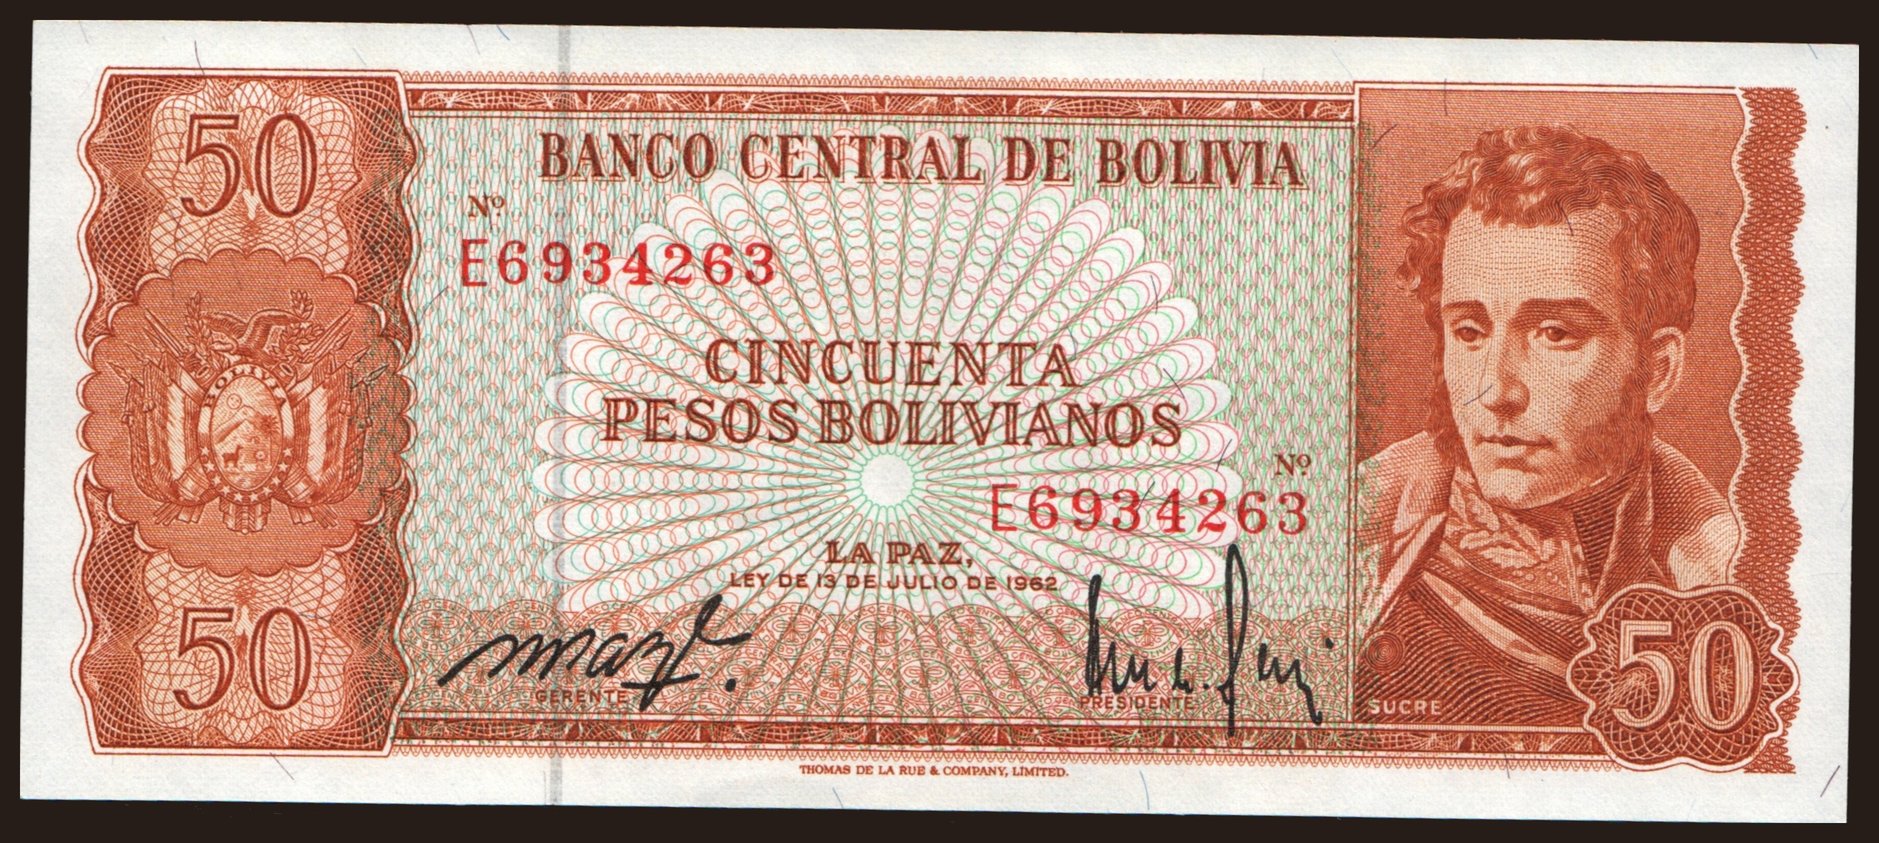 50
BANCO CENTRAL DE BOLIVIA
Nº
E6934263
CINCUENTA
PESOS BOLIVIANOS
BOLIVIA
Nº
E6934263
LA PAZ,
LEY DE 13 DE JULIO DE 1962
50
GERENTE
PRESIDENTE
SUCRE
50
THOMAS DE LA RUE & COMPANY, LIMITED.